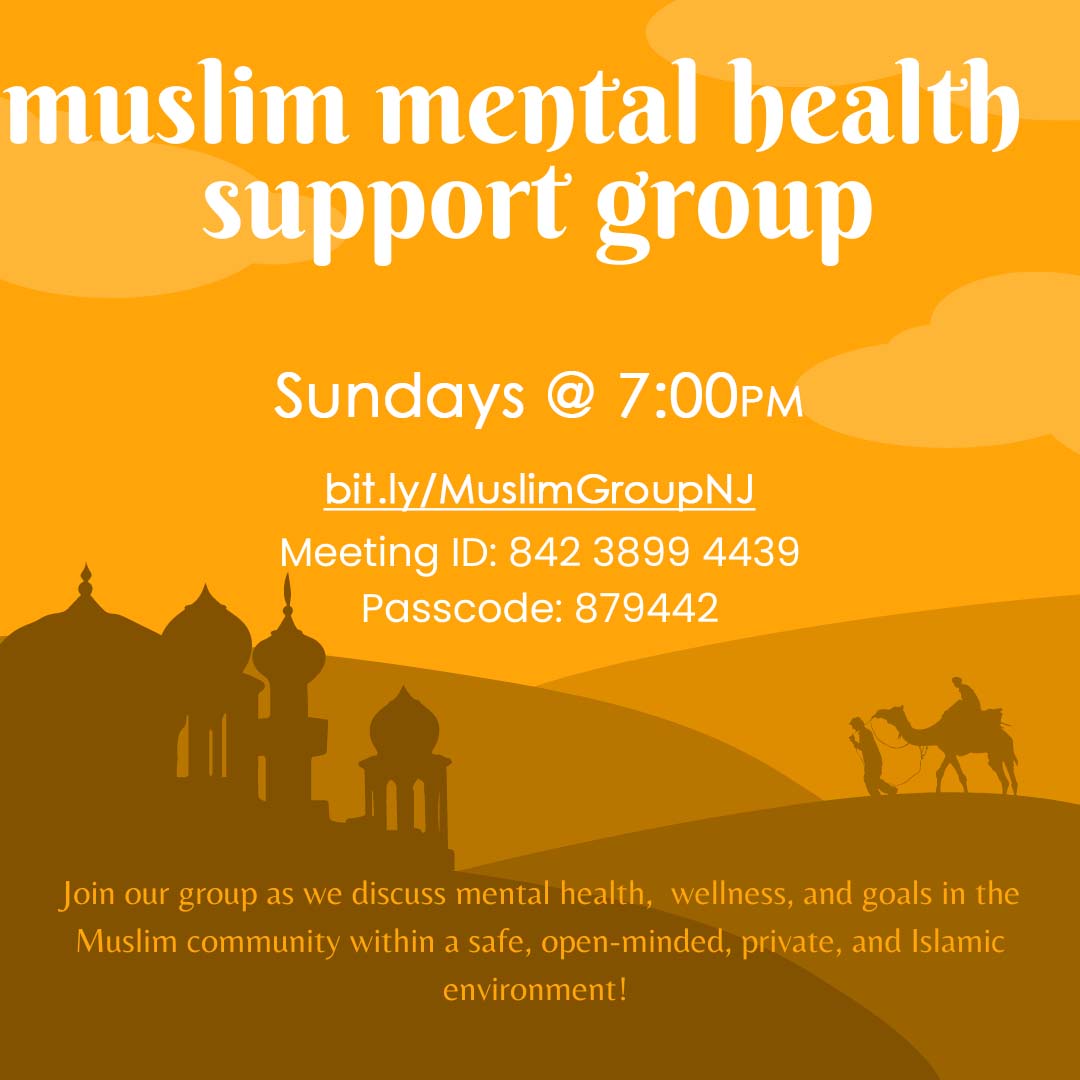 muslim mental health
support group
Sundays @ 7:00PM
bit.ly/MuslimGroupNJ
Meeting ID: 842 3899 4439
Passcode: 879442
Join our group as we discuss mental health,  wellness, and goals in the
Muslim community within a safe, open-minded, private, and Islamic
environment!